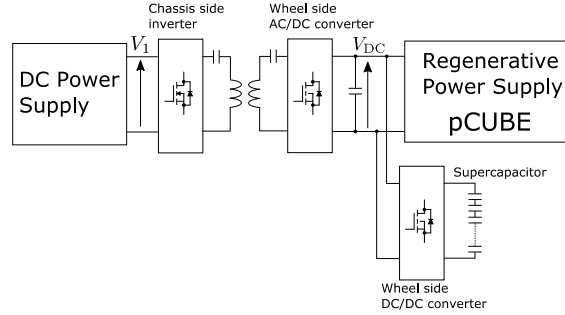 Chassis side
inverter
Wheel side
AC/DC converter
V1
VDC
DC Power
Supply
Regenerative
Power Supply
pCUBE
Supercapacitor
Wheel side
DC/DC converter